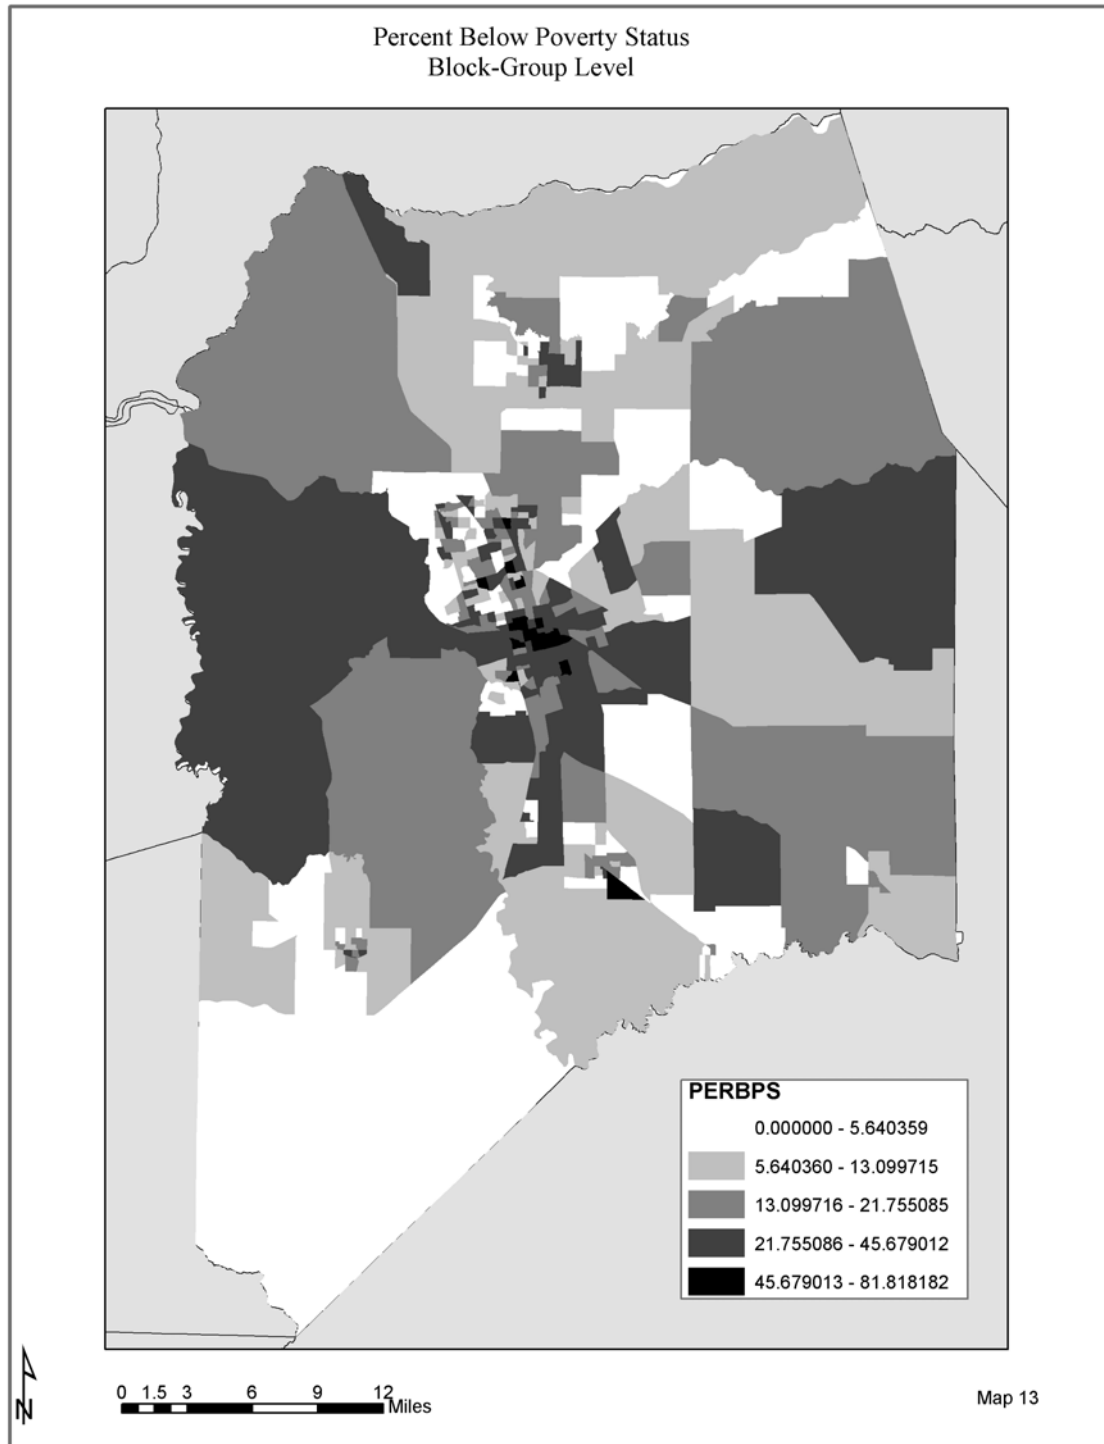 Percent Below Poverty Status
Block-Group Level
PERBPS
0.000000 - 5.640359
5.640360 - 13.099715
13.099716 - 21.755085
21.755086 - 45.679012
45.679013 - 81.818182
N
0 1.5 3 6 9 12
Miles
Map 13